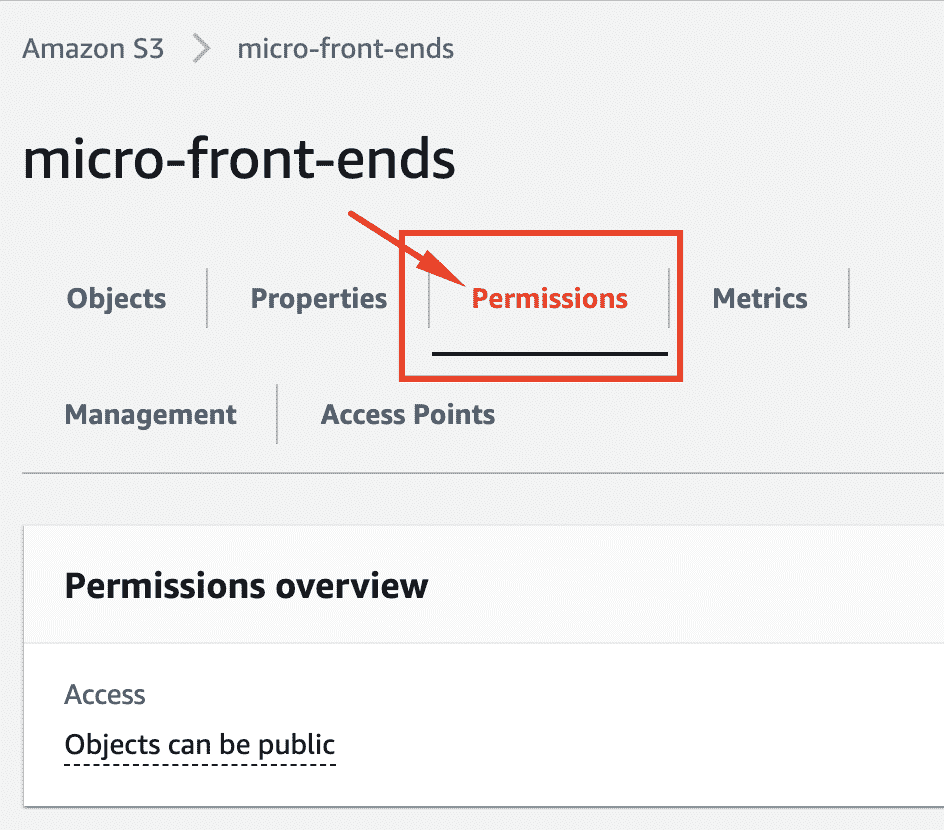 Amazon S3 > micro-front-ends
micro-front-ends
Objects Properties Permissions Metrics
Management Access Points
Permissions overview
Access
Objects can be public